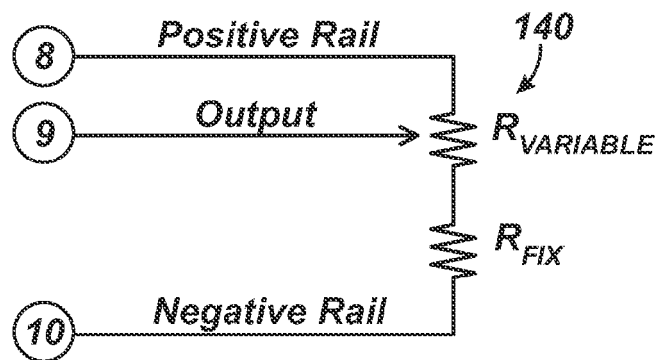 8 Positive Rail 140
9 Output R_VARIABLE
R_FIX
10 Negative Rail